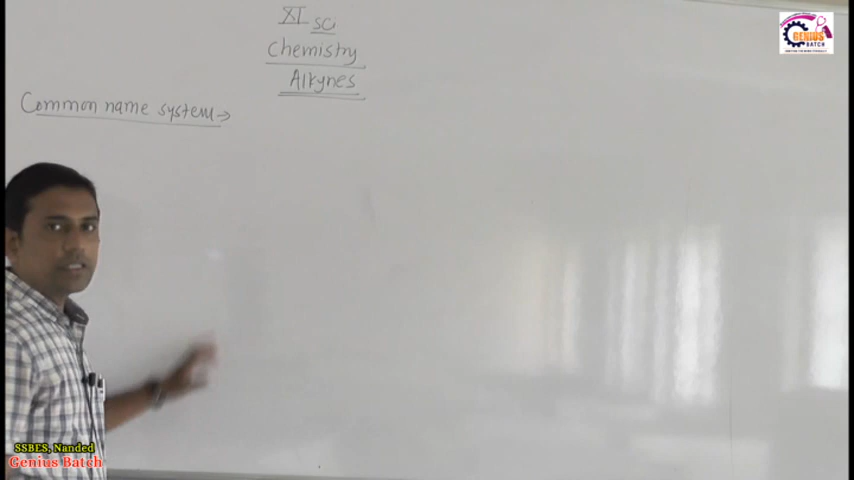 XI sc
Chemistry
Alkynes
Common name system →
GENIUS
BATCH
SSBES, Nanded
Genius Batch